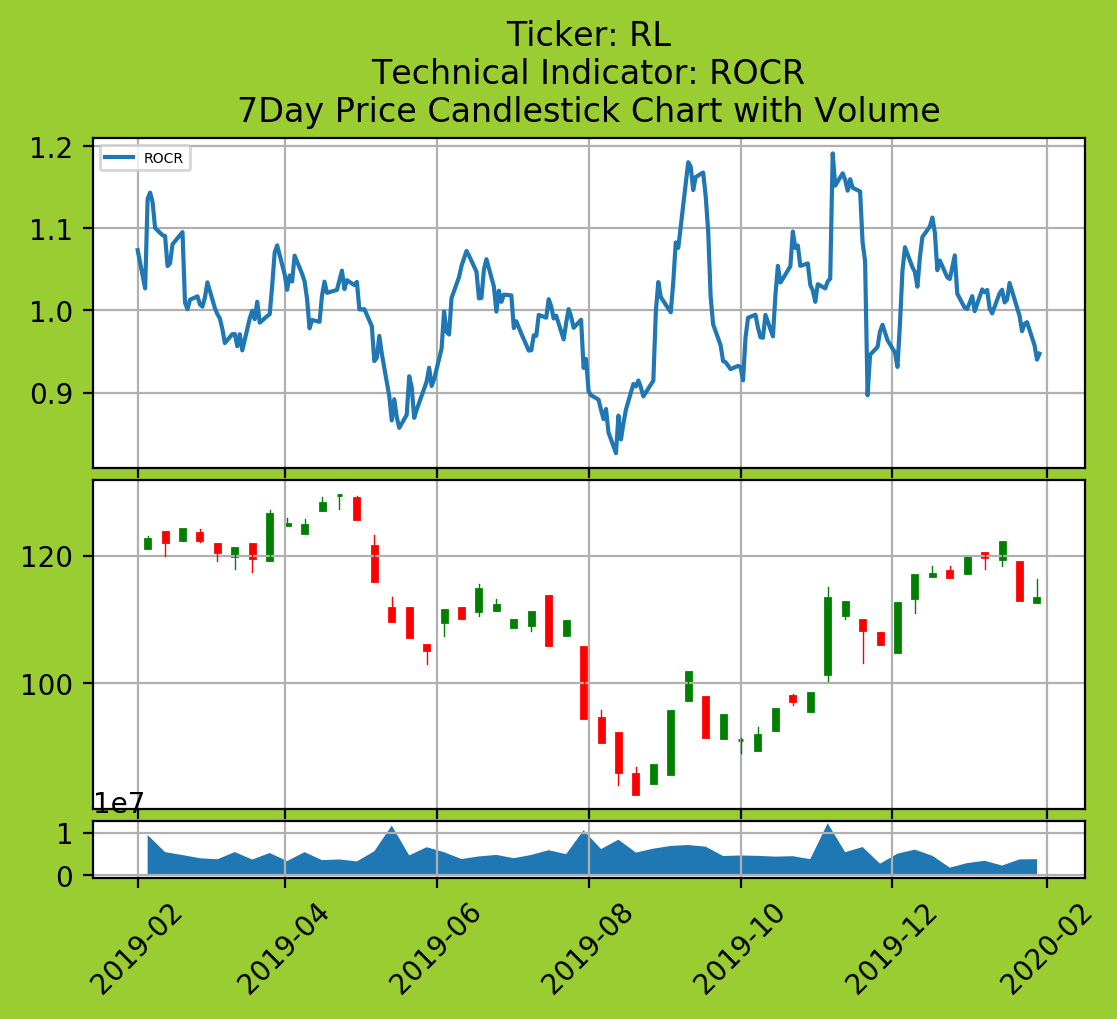 Ticker: RL
Technical Indicator: ROCR
7Day Price Candlestick Chart with Volume
1.2
ROCR
1.1
1.0
0.9
120
100
1e7
1
0
2019-02 2019-04 2019-06 2019-08 2019-10 2019-12 2020-02